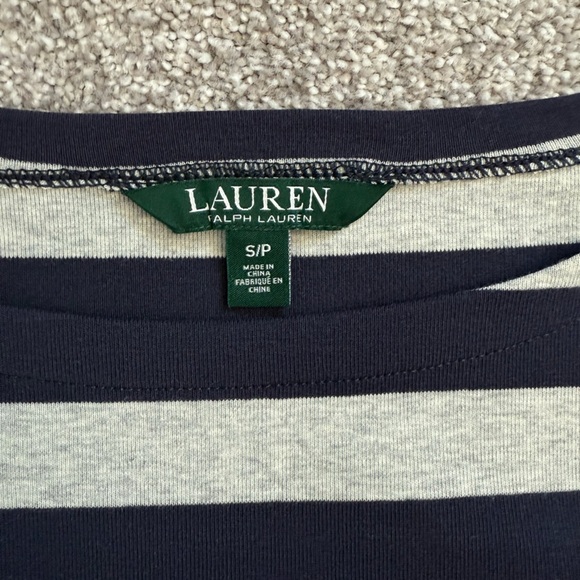 LAUREN
RALPH LAUREN
S/P
MADE IN
CHINA
FABRIQUÉ EN
CHINE